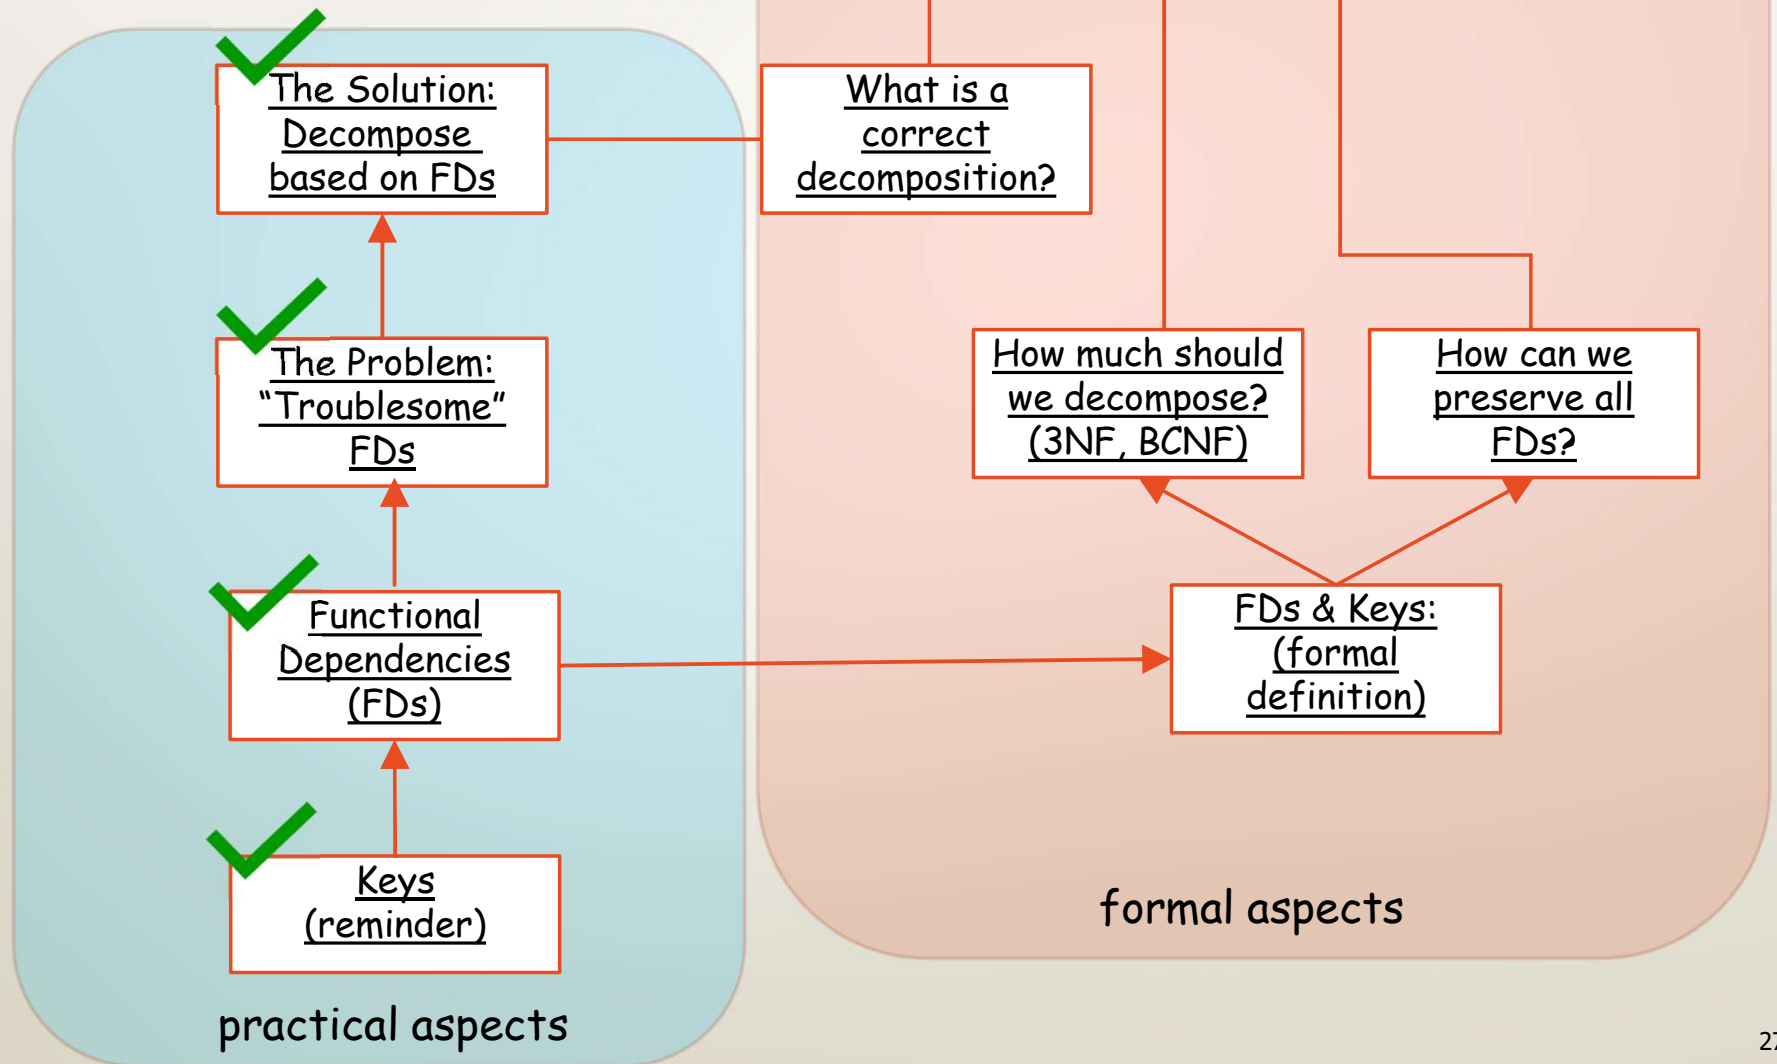 The Solution:
Decompose
based on FDs
What is a
correct
decomposition?
The Problem:
"Troublesome"
FDs
How much should
we decompose?
(3NF, BCNF)
How can we
preserve all
FDs?
Functional
Dependencies
(FDs)
FDs & Keys:
(formal
definition)
Keys
(reminder)
formal aspects
practical aspects
27